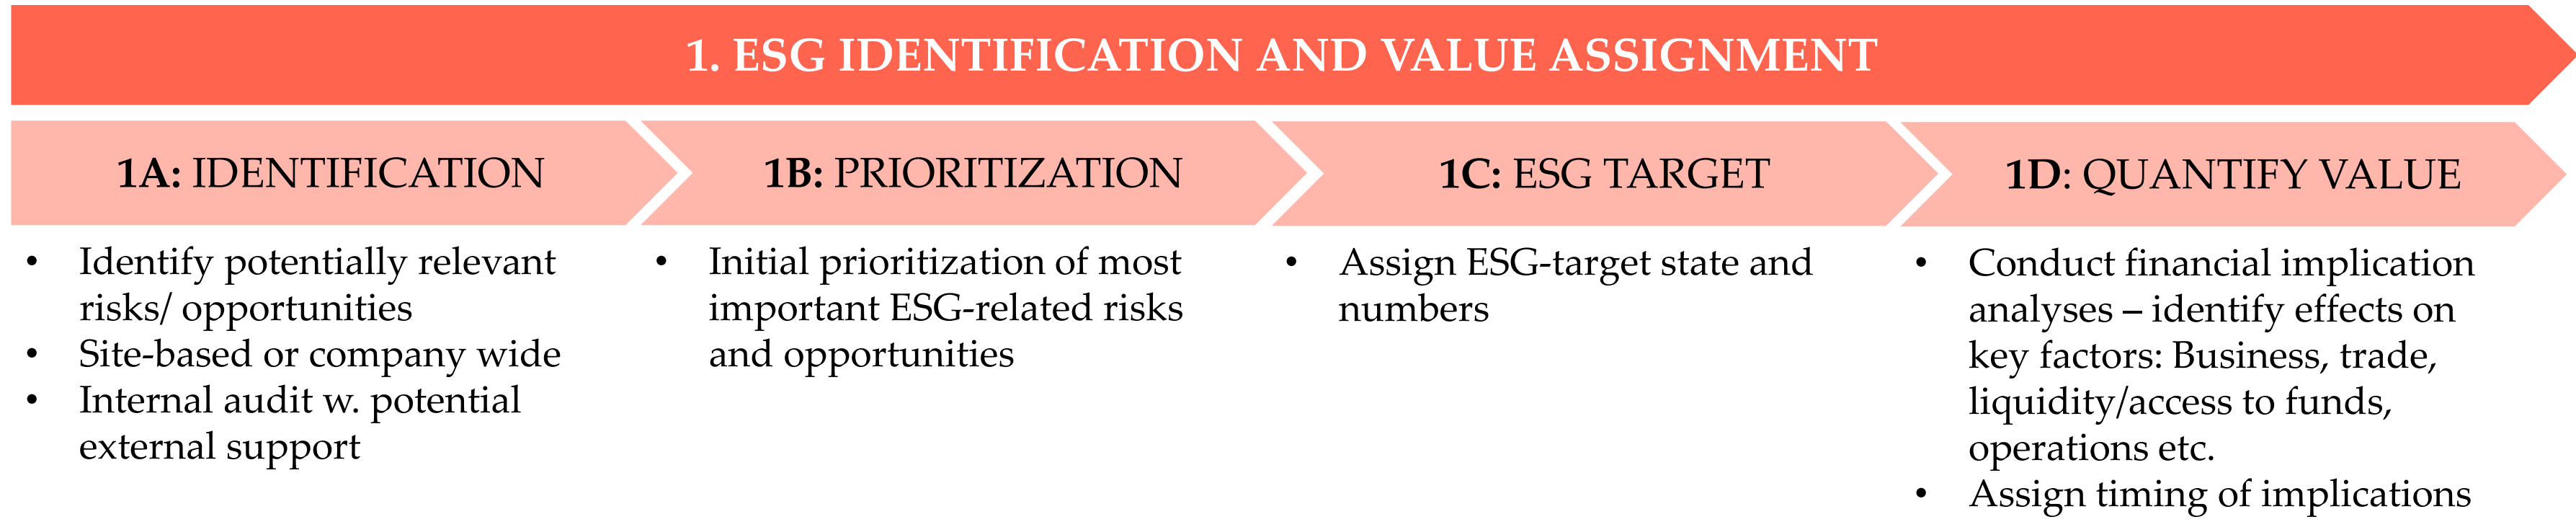 1. ESG IDENTIFICATION AND VALUE ASSIGNMENT
1A: IDENTIFICATION
• Identify potentially relevant
risks/ opportunities
• Site-based or company wide
• Internal audit w. potential
external support
1B: PRIORITIZATION
• Initial prioritization of most
important ESG-related risks
and opportunities
1C: ESG TARGET
• Assign ESG-target state and
numbers
1D: QUANTIFY VALUE
• Conduct financial implication
analyses – identify effects on
key factors: Business, trade,
liquidity/access to funds,
operations etc.
• Assign timing of implications